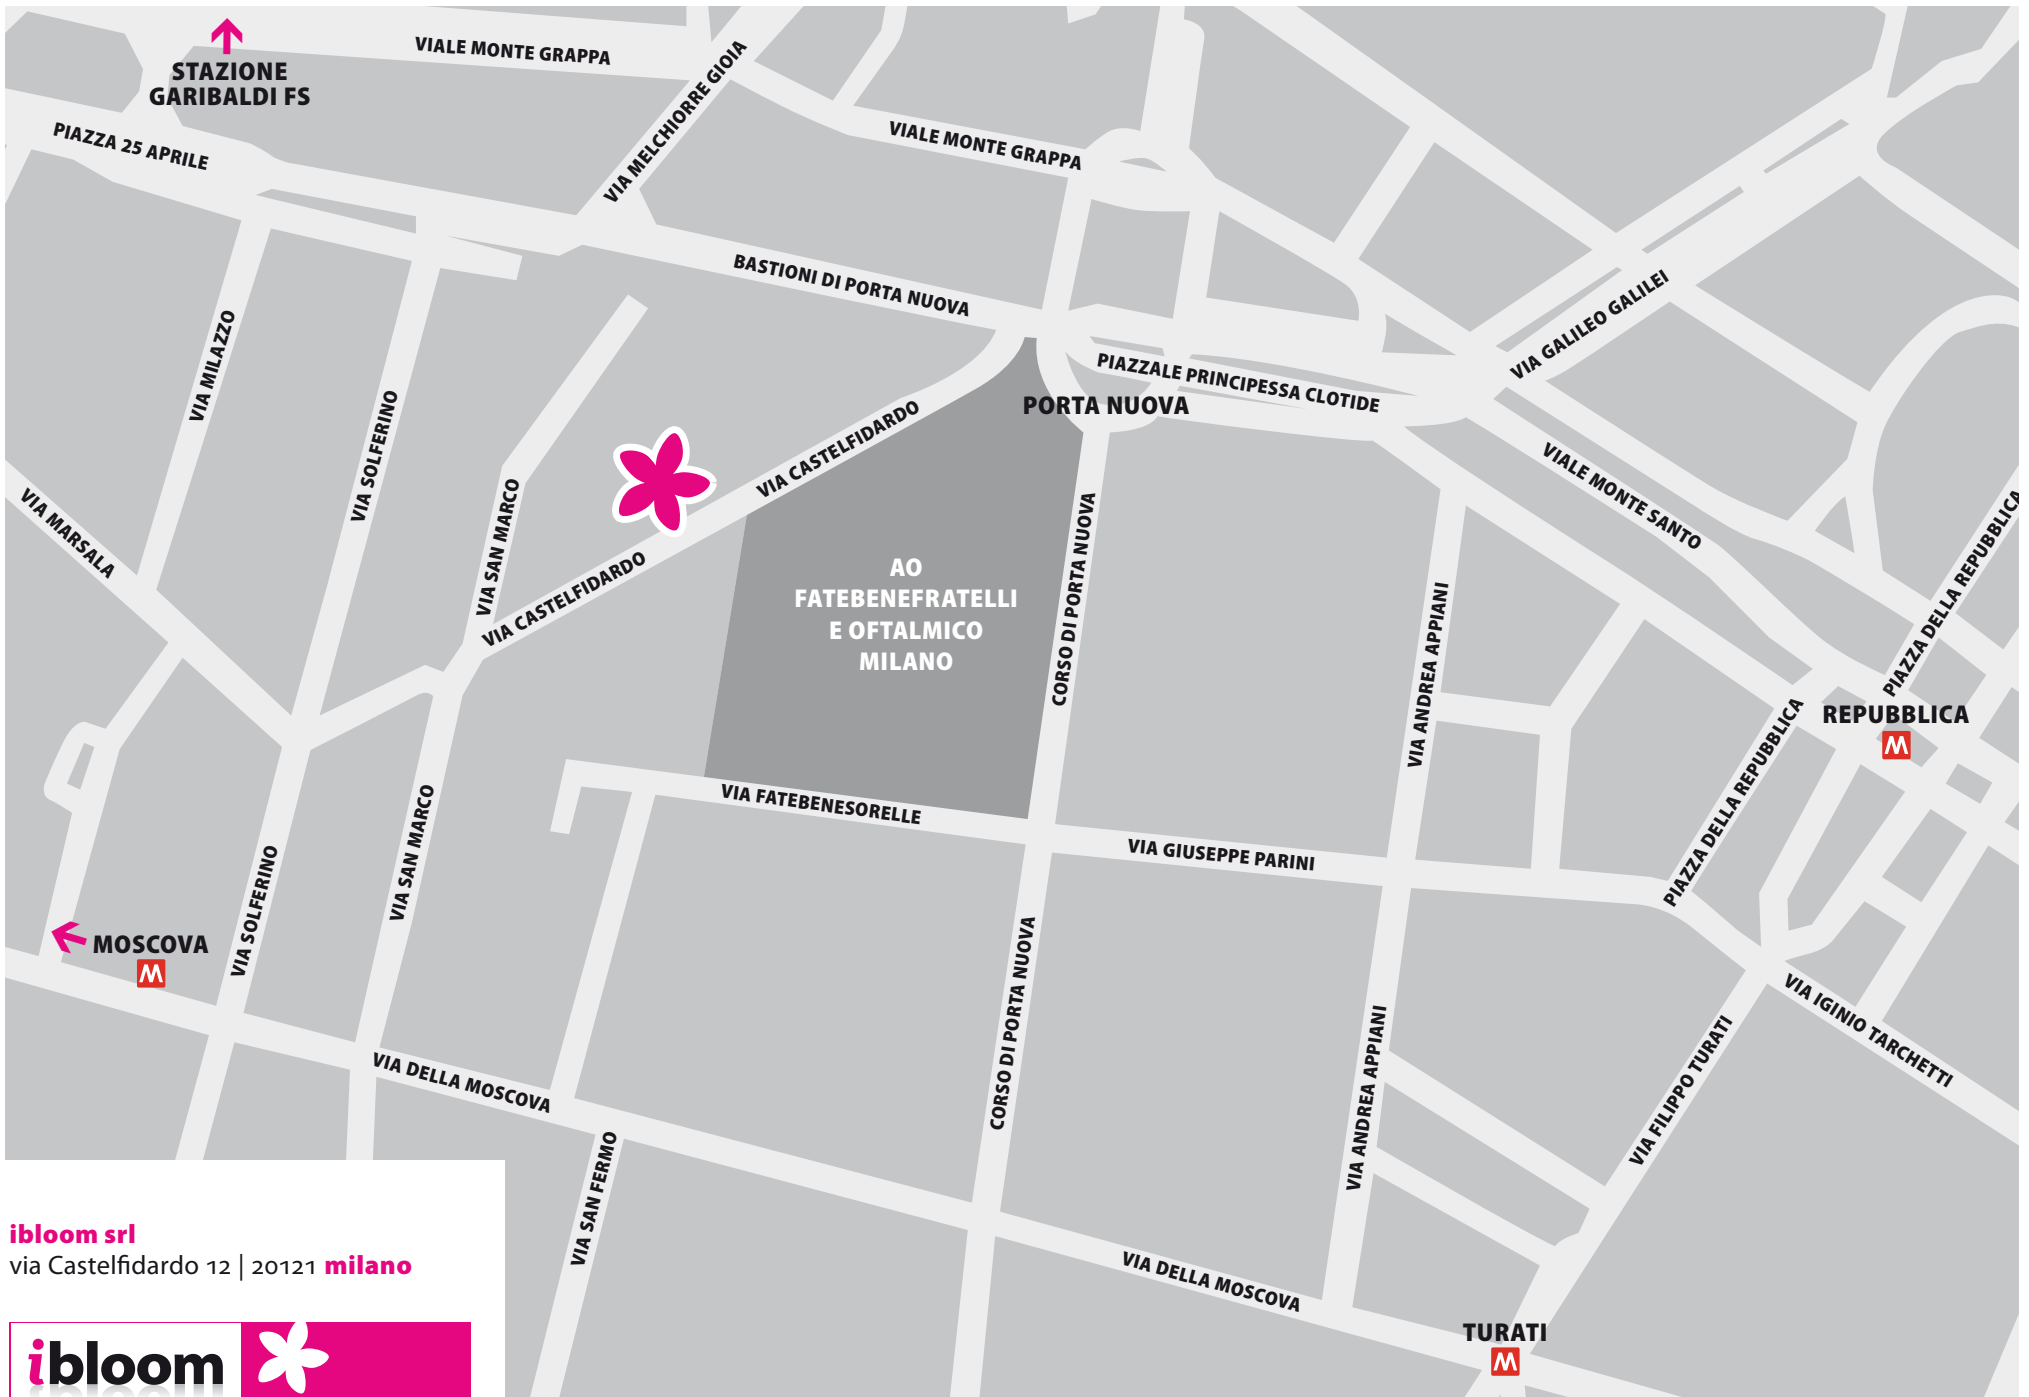 VIALE MONTE GRAPPA
STAZIONE
GARIBALDI FS
VIA MELCHIORRE GIOIA
PIAZZA 25 APRILE
VIALE MONTE GRAPPA
BASTIONI DI PORTA NUOVA
VIA GALILEO GALILEI
VIA MILAZZO
PIAZZALE PRINCIPESSA CLOTIDE
PORTA NUOVA
VIA SOLFERINO
VIA CASTELFIDARDO
VIA MARSALA
VIA SAN MARCO
VIALE MONTE SANTO
CORSO DI PORTA NUOVA
PIAZZA DELLA REPUBBLICA
VIA CASTELFIDARDO
AO
FATEBENEFRATELLI
E OFTALMICO
MILANO
VIA ANDREA APPIANI
REPUBBLICA
M
PIAZZA DELLA REPUBBLICA
VIA FATEBENESORELLE
VIA GIUSEPPE PARINI
VIA SAN MARCO
VIA SOLFERINO
MOSCOVA
M
CORSO DI PORTA NUOVA
VIA IGINIO TARCHETTI
VIA FILIPPO TURATI
VIA ANDREA APPIANI
VIA DELLA MOSCOVA
VIA SAN FERMO
VIA DELLA MOSCOVA
TURATI
M
ibloom srl
via Castelfidardo 12 | 20121 milano
ibloom